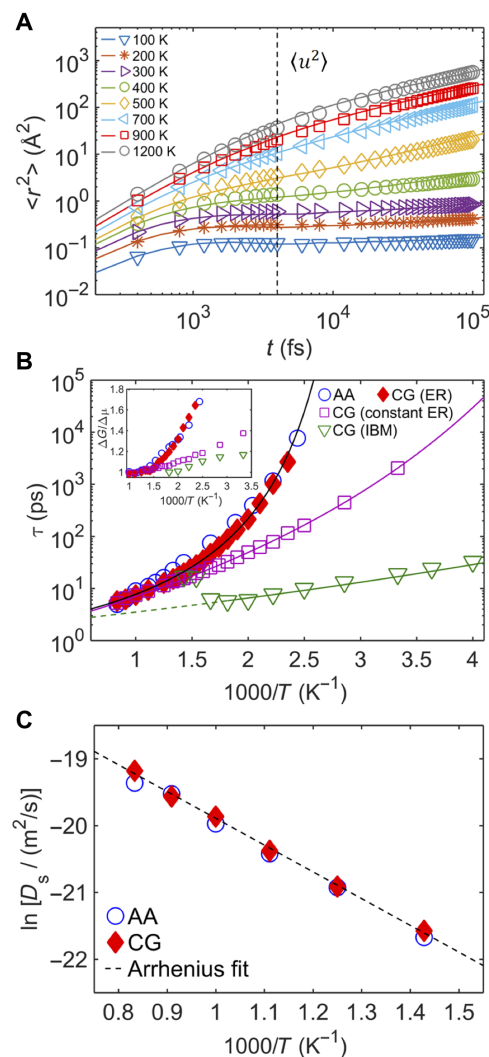 A
100 K
200 K
300 K
400 K
500 K
700 K
900 K
1200 K
⟨u²⟩
10³
10²
10¹
10⁰
10⁻¹
10⁻²
<r²> (Å²)
10³ 10⁴ 10⁵
t (fs)
B
AA CG (ER)
CG (constant ER)
CG (IBM)
10⁵
10⁴
10³
10²
10¹
10⁰
τ (ps)
1.8
1.6
1.4
1.2
1.0
ΔG/Δμ
1.0 1.5 2.0 2.5 3.0 3.5
1000/T (K⁻¹)
1 1.5 2 2.5 3 3.5 4
1000/T (K⁻¹)
C
−19
−20
−21
−22
ln [Dₛ / (m²/s)]
AA
CG
Arrhenius fit
0.8 0.9 1 1.1 1.2 1.3 1.4 1.5
1000/T (K⁻¹)